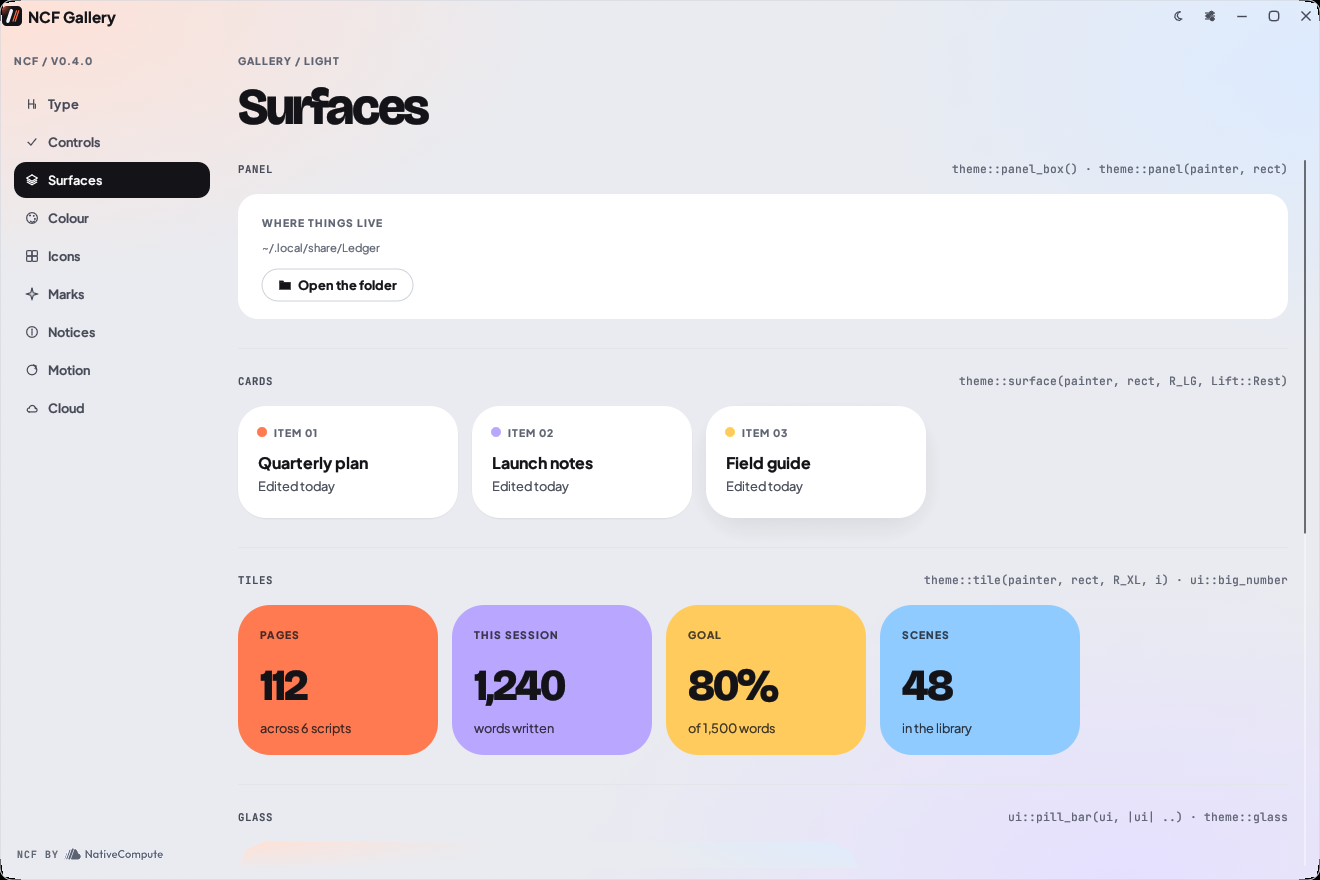 NCF Gallery
NCF / V0.4.0
Type
Controls
Surfaces
Colour
Icons
Marks
Notices
Motion
Cloud
NCF BY NativeCompute
GALLERY / LIGHT
Surfaces
PANEL
theme::panel_box() · theme::panel(painter, rect)
WHERE THINGS LIVE
~/.local/share/Ledger
Open the folder
CARDS
theme::surface(painter, rect, R_LG, Lift::Rest)
ITEM 01
Quarterly plan
Edited today
ITEM 02
Launch notes
Edited today
ITEM 03
Field guide
Edited today
TILES
theme::tile(painter, rect, R_XL, i) · ui::big_number
PAGES
112
across 6 scripts
THIS SESSION
1,240
words written
GOAL
80%
of 1,500 words
SCENES
48
in the library
GLASS
ui::pill_bar(ui, |ui| ..) · theme::glass